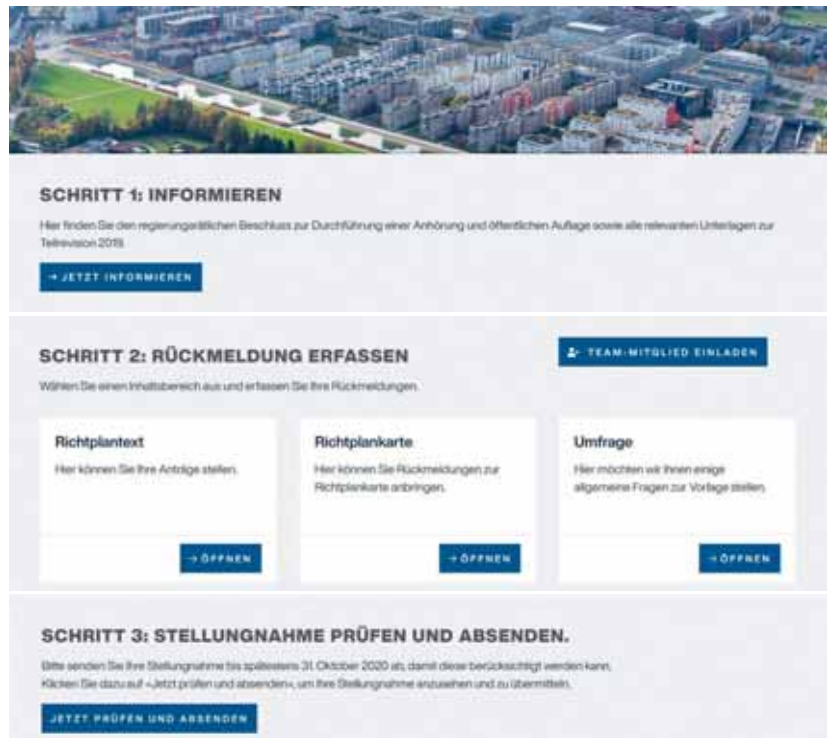 SCHRITT 1: INFORMIEREN
Hier finden Sie den regierungsrätlichen Beschluss zur Durchführung einer Anhörung und öffentlichen Auflage sowie alle relevanten Unterlagen zur
Teilrevision 2019.
→ JETZT INFORMIEREN
SCHRITT 2: RÜCKMELDUNG ERFASSEN
TEAM-MITGLIED EINLADEN
Wählen Sie einen Inhaltsbereich aus und erfassen Sie Ihre Rückmeldungen.
Richtplantext
Hier können Sie Ihre Anträge stellen.
→ ÖFFNEN
Richtplankarte
Hier können Sie Rückmeldungen zur
Richtplankarte anbringen.
→ ÖFFNEN
Umfrage
Hier möchten wir Ihnen einige
allgemeine Fragen zur Vorlage stellen.
→ ÖFFNEN
SCHRITT 3: STELLUNGNAHME PRÜFEN UND ABSENDEN.
Bitte senden Sie Ihre Stellungnahme bis spätestens 31. Oktober 2020 ab, damit diese berücksichtigt werden kann.
Klicken Sie dazu auf «Jetzt prüfen und absenden», um Ihre Stellungnahme anzusehen und zu übermitteln.
JETZT PRÜFEN UND ABSENDEN